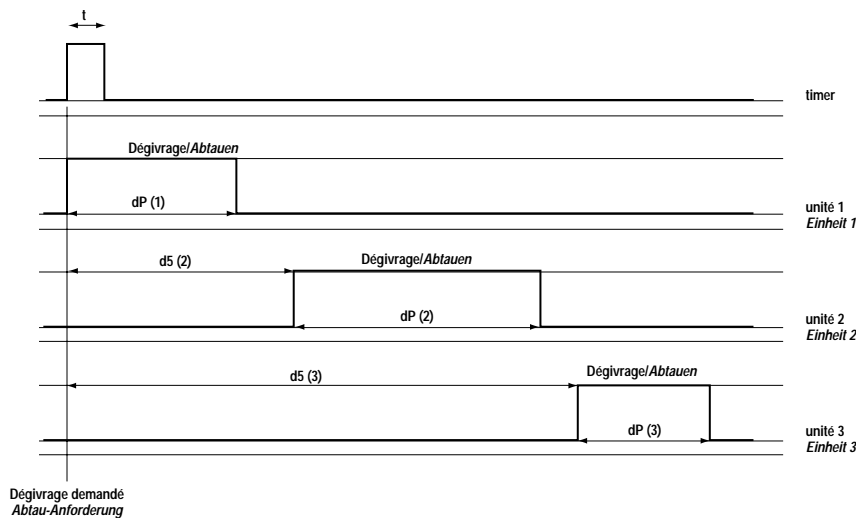 t
timer
Dégivrage/Abtauen
dP (1)
unité 1
Einheit 1
d5 (2)
Dégivrage/Abtauen
dP (2)
unité 2
Einheit 2
d5 (3)
Dégivrage/Abtauen
dP (3)
unité 3
Einheit 3
Dégivrage demandé
Abtau-Anforderung